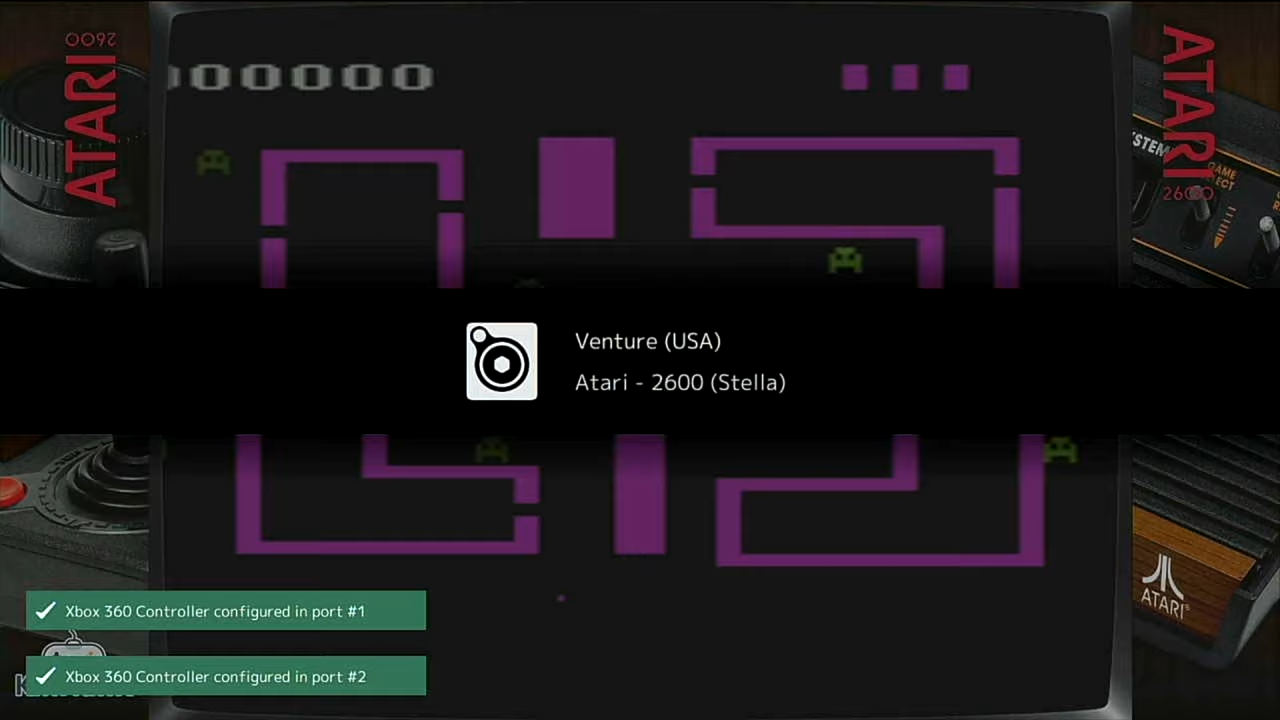 ATARI 2600
000000
ATARI
2600
SYSTEM
GAME
SELECT
Venture (USA)
Atari - 2600 (Stella)
ATARI®
Xbox 360 Controller configured in port #1
Xbox 360 Controller configured in port #2